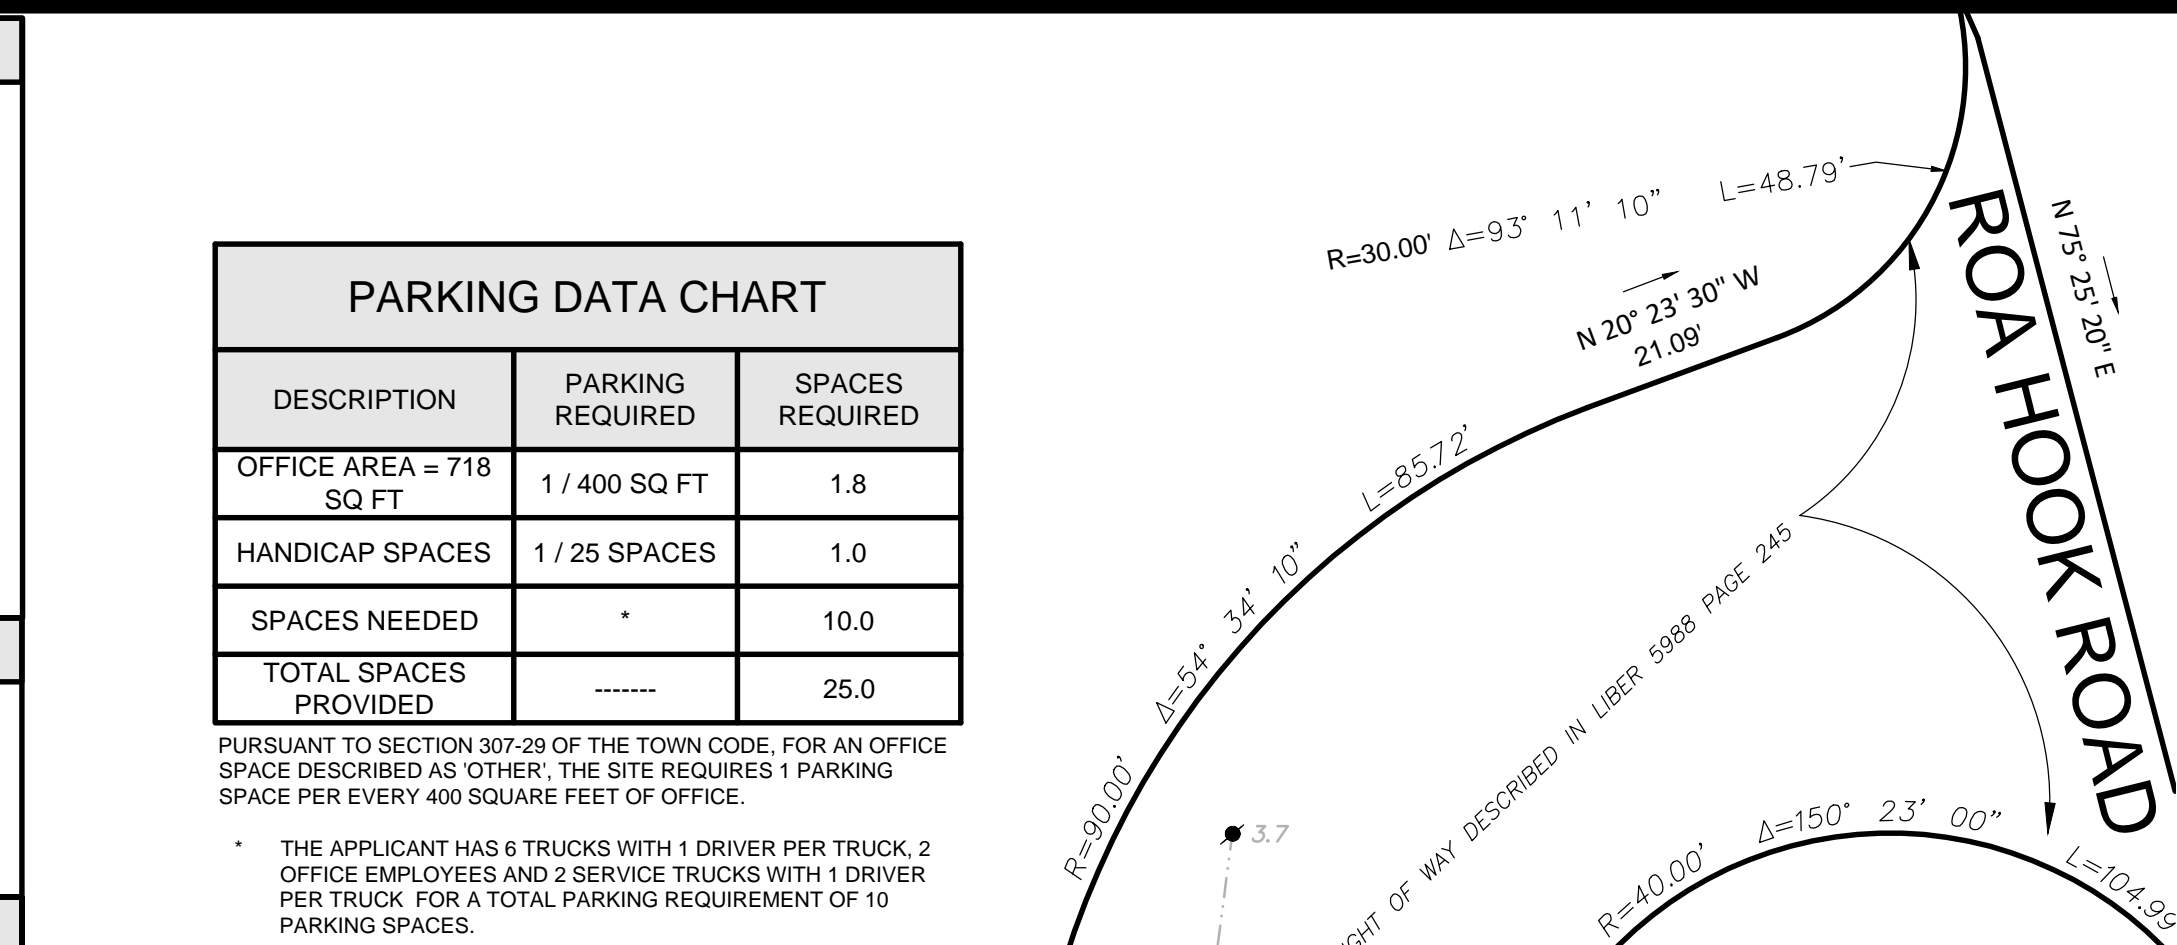 PARKING DATA CHART
DESCRIPTION
PARKING
REQUIRED
SPACES
REQUIRED
OFFICE AREA = 718
SQ FT
1 / 400 SQ FT
1.8
HANDICAP SPACES
1 / 25 SPACES
1.0
SPACES NEEDED
*
10.0
TOTAL SPACES
PROVIDED
-------
25.0
PURSUANT TO SECTION 307-29 OF THE TOWN CODE, FOR AN OFFICE
SPACE DESCRIBED AS 'OTHER', THE SITE REQUIRES 1 PARKING
SPACE PER EVERY 400 SQUARE FEET OF OFFICE.
* THE APPLICANT HAS 6 TRUCKS WITH 1 DRIVER PER TRUCK, 2
OFFICE EMPLOYEES AND 2 SERVICE TRUCKS WITH 1 DRIVER
PER TRUCK FOR A TOTAL PARKING REQUIREMENT OF 10
PARKING SPACES.
R=30.00' Δ=93° 11' 10" L=48.79'
N 20° 23' 30" W
21.09'
R=90.00' Δ=54° 34' 10" L=85.72'
OF WAY DESCRIBED IN LIBER 5988 PAGE 245
3.7
ROA HOOK ROAD
N 75° 25' 20" E
R=40.00' Δ=150° 23' 00" L=104.99